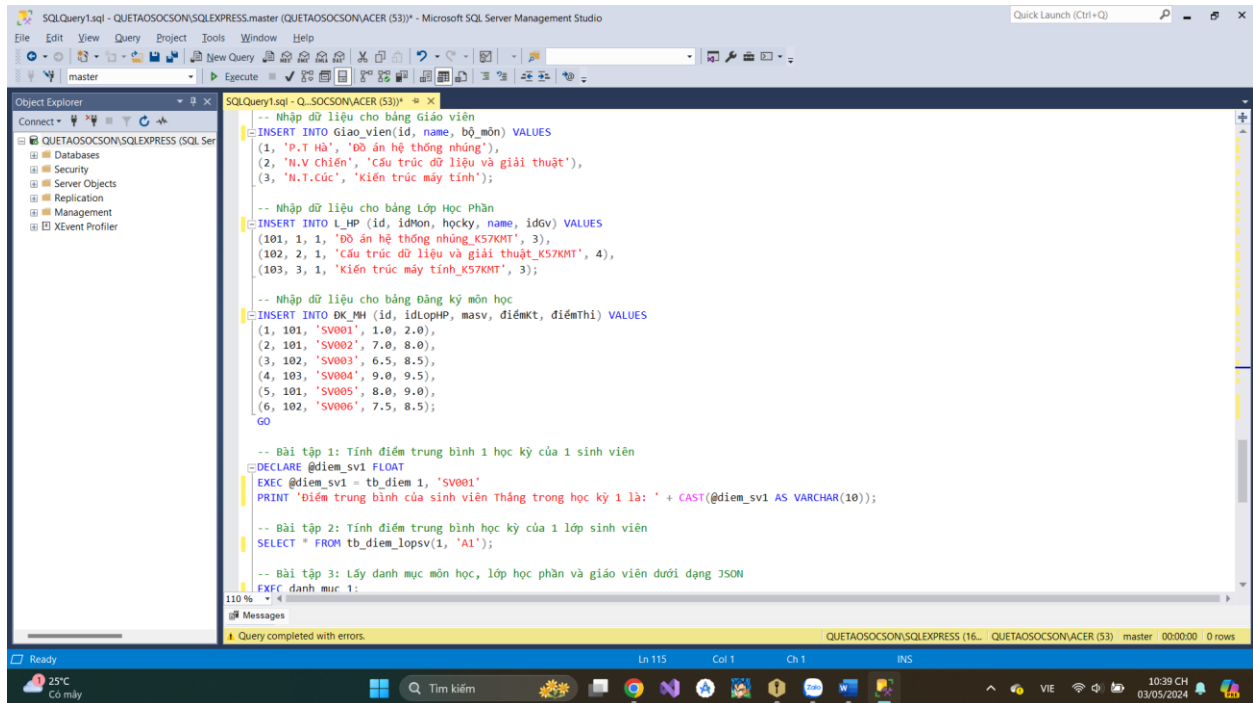 SQLQuery1.sql - QUETAOSOCSON\SQLEXPRESS.master (QUETAOSOCSON\ACER (53))* - Microsoft SQL Server Management Studio
Quick Launch (Ctrl+Q)
File Edit View Query Project Tools Window Help
New Query
master
Execute
Object Explorer
SQLQuery1.sql - Q...SOCSON\ACER (53))*
Connect
QUETAOSOCSON\SQLEXPRESS (SQL Ser
Databases
Security
Server Objects
Replication
Management
XEvent Profiler
-- Nhập dữ liệu cho bảng Giáo viên
INSERT INTO Giao_vien(id, name, bộ_môn) VALUES
(1, 'P.T Hà', 'Đồ án hệ thống nhúng'),
(2, 'N.V Chiến', 'Cấu trúc dữ liệu và giải thuật'),
(3, 'N.T.Cúc', 'Kiến trúc máy tính');
-- Nhập dữ liệu cho bảng Lớp Học Phần
INSERT INTO L_HP (id, idMon, họcky, name, idGv) VALUES
(101, 1, 1, 'Đồ án hệ thống nhúng_K57KMT', 3),
(102, 2, 1, 'Cấu trúc dữ liệu và giải thuật_K57KMT', 4),
(103, 3, 1, 'Kiến trúc máy tính_K57KMT', 3);
-- Nhập dữ liệu cho bảng Đăng ký môn học
INSERT INTO ĐK_MH (id, idLopHP, masv, điểmKt, điểmThi) VALUES
(1, 101, 'SV001', 1.0, 2.0),
(2, 101, 'SV002', 7.0, 8.0),
(3, 102, 'SV003', 6.5, 8.5),
(4, 103, 'SV004', 9.0, 9.5),
(5, 101, 'SV005', 8.0, 9.0),
(6, 102, 'SV006', 7.5, 8.5);
GO
-- Bài tập 1: Tính điểm trung bình 1 học kỳ của 1 sinh viên
DECLARE @diem_sv1 FLOAT
EXEC @diem_sv1 = tb_diem 1, 'SV001'
PRINT 'Điểm trung bình của sinh viên Thắng trong học kỳ 1 là: ' + CAST(@diem_sv1 AS VARCHAR(10));
-- Bài tập 2: Tính điểm trung bình học kỳ của 1 lớp sinh viên
SELECT * FROM tb_diem_lopsv(1, 'A1');
-- Bài tập 3: Lấy danh mục môn học, lớp học phần và giáo viên dưới dạng JSON
EXEC danh_muc 1;
110 %
Messages
Query completed with errors.
QUETAOSOCSON\SQLEXPRESS (16... QUETAOSOCSON\ACER (53) master 00:00:00 0 rows
Ready
Ln 115 Col 1 Ch 1 INS
1
25°C
Có mây
Tìm kiếm
Zalo
VIE
10:39 CH
03/05/2024